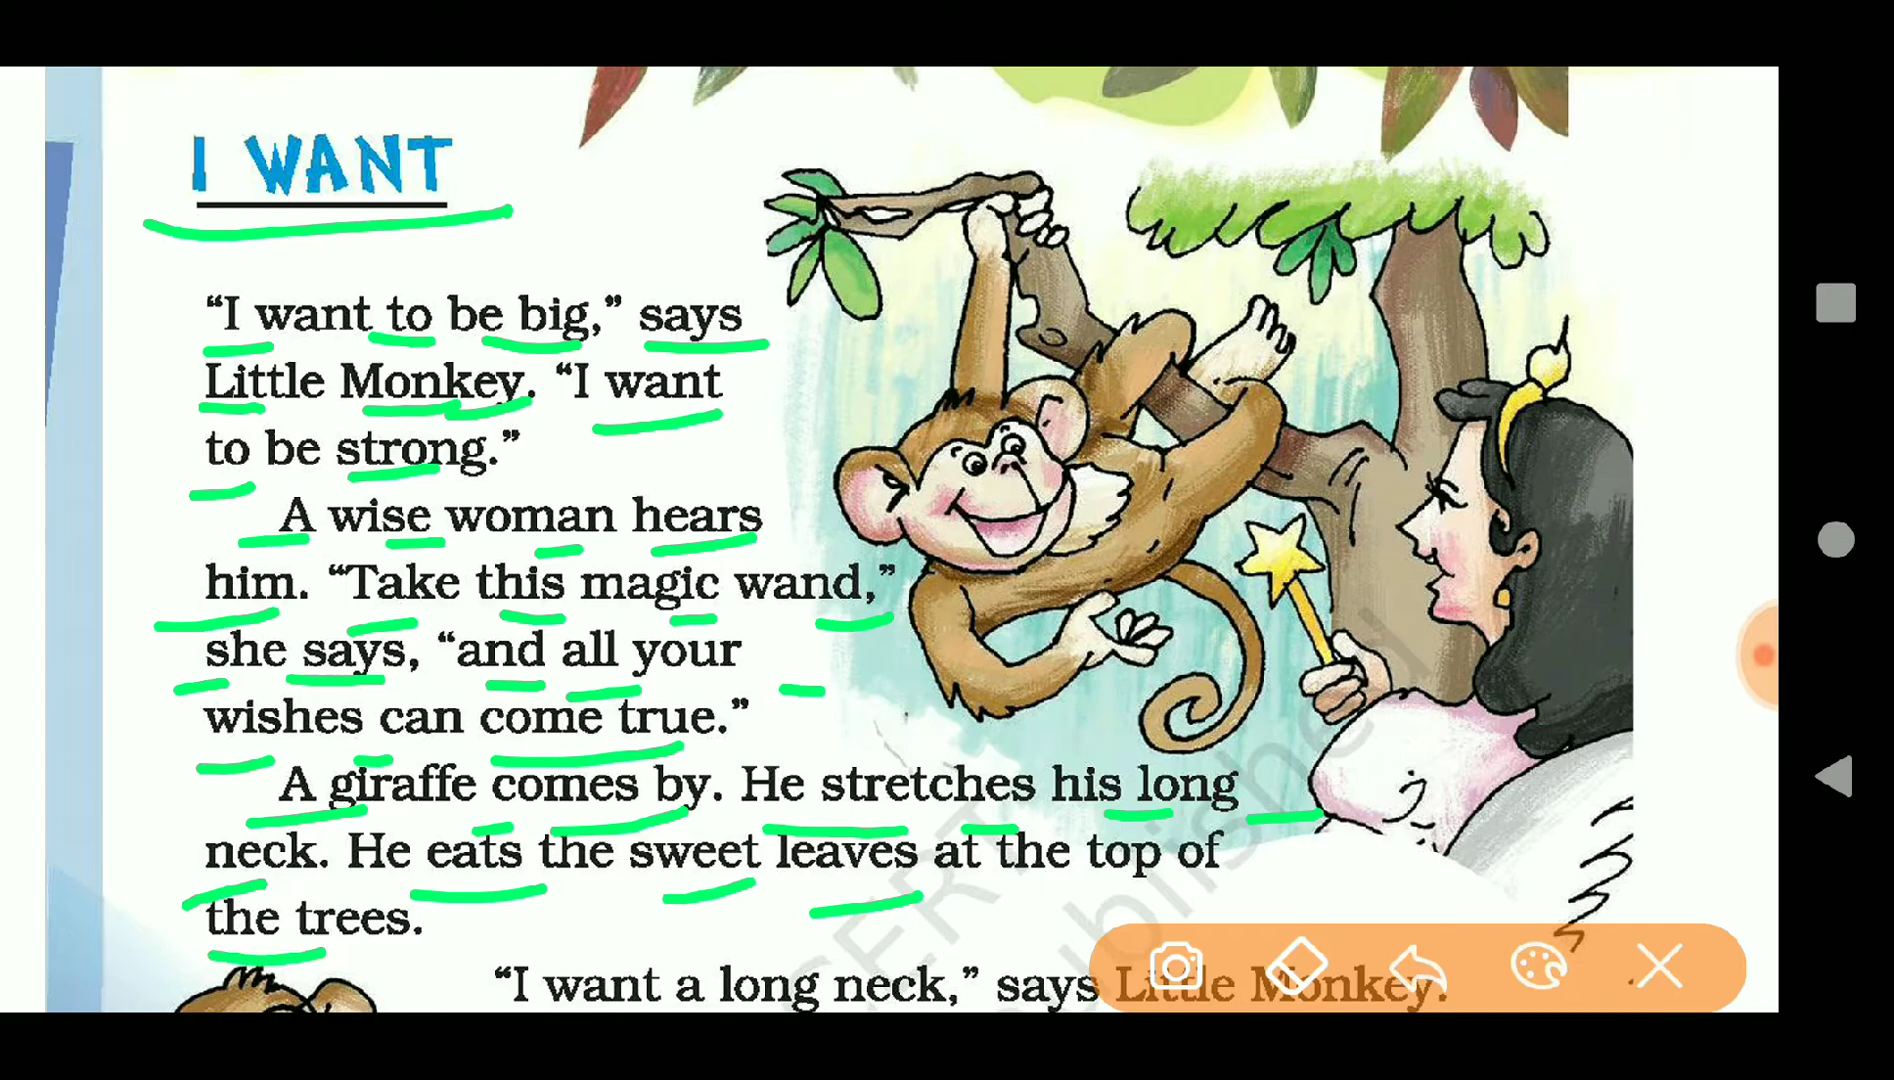 I WANT
“I want to be big,” says
Little Monkey. “I want
to be strong.”
A wise woman hears
him. “Take this magic wand,”
she says, “and all your
wishes can come true.”
A giraffe comes by. He stretches his long
neck. He eats the sweet leaves at the top of
the trees.
“I want a long neck,” says Little Monkey.